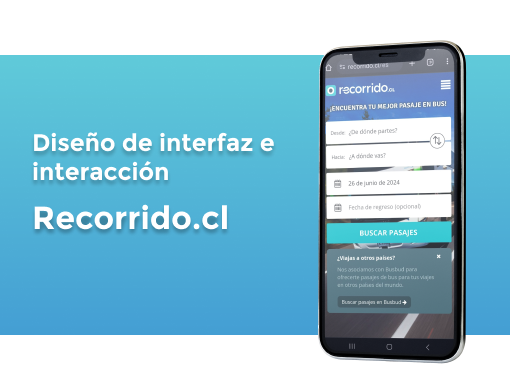 Diseño de interfaz e
interacción
Recorrido.cl
recorrido.cl/es
recorrido.CL
¡ENCUENTRA TU MEJOR PASAJE EN BUS!
Desde: ¿De dónde partes?
Hacia: ¿A dónde vas?
26 de junio de 2024
Fecha de regreso (opcional)
BUSCAR PASAJES
¿Viajas a otros países?
Nos asociamos con Busbud para
ofrecerte pasajes de bus para tus viajes
en otros países del mundo.
Buscar pasajes en Busbud